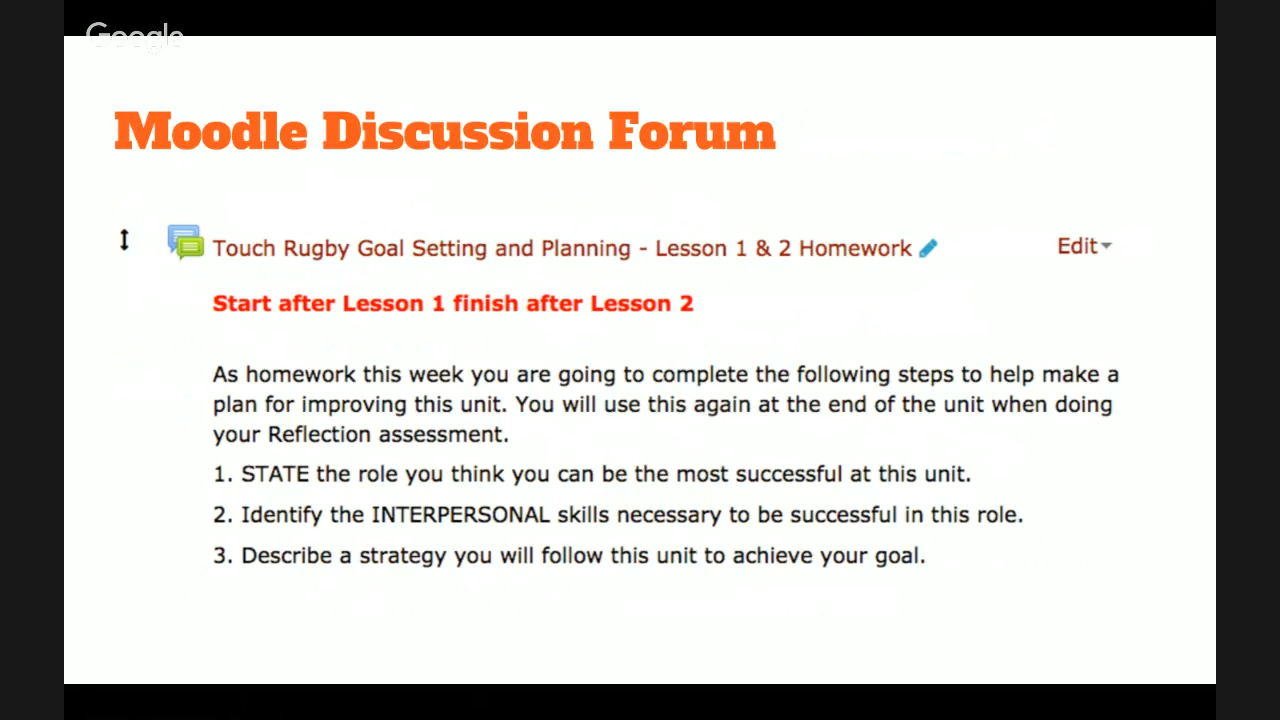 Google
Moodle Discussion Forum
Touch Rugby Goal Setting and Planning - Lesson 1 & 2 Homework
Edit
Start after Lesson 1 finish after Lesson 2
As homework this week you are going to complete the following steps to help make a
plan for improving this unit. You will use this again at the end of the unit when doing
your Reflection assessment.
1. STATE the role you think you can be the most successful at this unit.
2. Identify the INTERPERSONAL skills necessary to be successful in this role.
3. Describe a strategy you will follow this unit to achieve your goal.